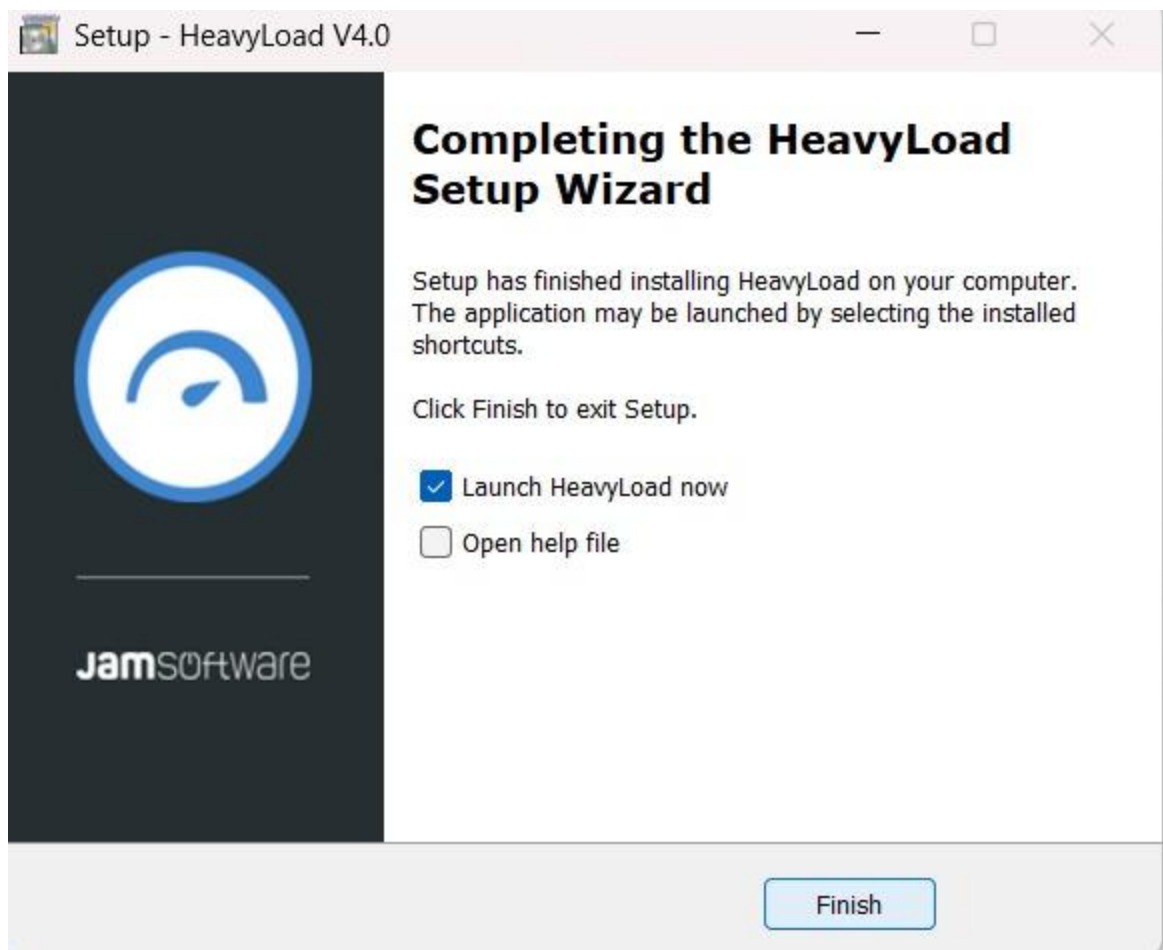 Setup - HeavyLoad V4.0
Completing the HeavyLoad
Setup Wizard
Setup has finished installing HeavyLoad on your computer.
The application may be launched by selecting the installed
shortcuts.
Click Finish to exit Setup.
Launch HeavyLoad now
Open help file
Jamsoftware
Finish